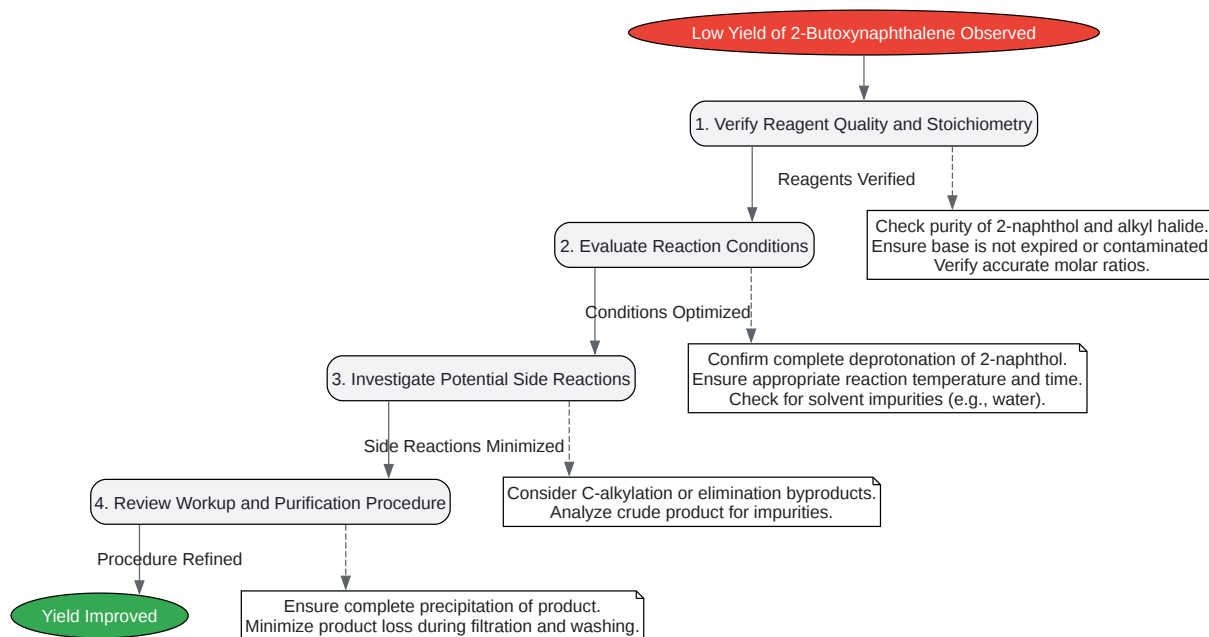 Low Yield of 2-Butoxynaphthalene Observed
1. Verify Reagent Quality and Stoichiometry
Reagents Verified
Check purity of 2-naphthol and alkyl halide.
Ensure base is not expired or contaminated.
Verify accurate molar ratios.
2. Evaluate Reaction Conditions
Conditions Optimized
Confirm complete deprotonation of 2-naphthol.
Ensure appropriate reaction temperature and time.
Check for solvent impurities (e.g., water).
3. Investigate Potential Side Reactions
Side Reactions Minimized
Consider C-alkylation or elimination byproducts.
Analyze crude product for impurities.
4. Review Workup and Purification Procedure
Procedure Refined
Ensure complete precipitation of product.
Minimize product loss during filtration and washing.
Yield Improved